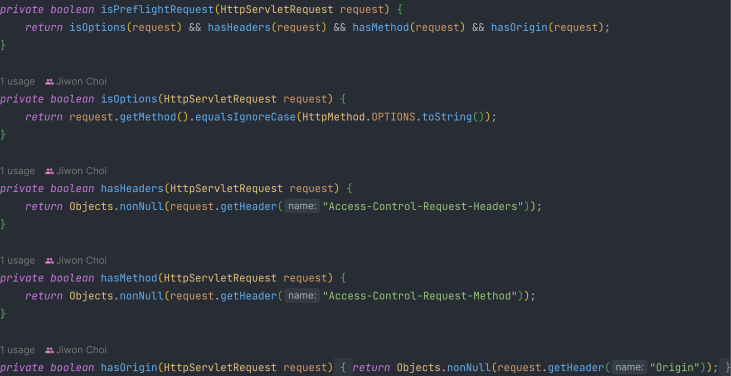 private boolean isPreflightRequest(HttpServletRequest request) {
    return isOptions(request) && hasHeaders(request) && hasMethod(request) && hasOrigin(request);
}
1 usage Jiwon Choi
private boolean isOptions(HttpServletRequest request) {
    return request.getMethod().equalsIgnoreCase(HttpMethod.OPTIONS.toString());
}
1 usage Jiwon Choi
private boolean hasHeaders(HttpServletRequest request) {
    return Objects.nonNull(request.getHeader( name: "Access-Control-Request-Headers"));
}
1 usage Jiwon Choi
private boolean hasMethod(HttpServletRequest request) {
    return Objects.nonNull(request.getHeader( name: "Access-Control-Request-Method"));
}
1 usage Jiwon Choi
private boolean hasOrigin(HttpServletRequest request) { return Objects.nonNull(request.getHeader( name: "Origin")); }